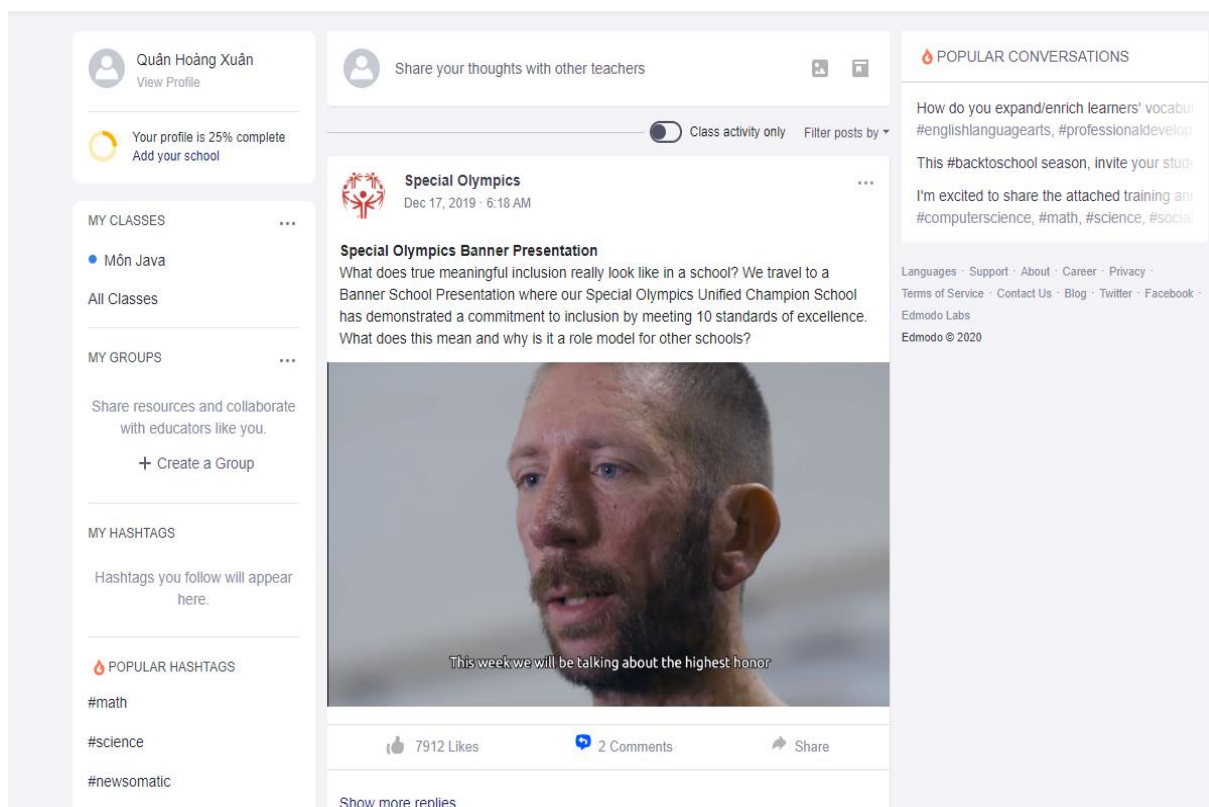 Quân Hoàng Xuân
View Profile
Your profile is 25% complete
Add your school
MY CLASSES
Môn Java
All Classes
MY GROUPS
Share resources and collaborate
with educators like you.
+ Create a Group
MY HASHTAGS
Hashtags you follow will appear
here.
POPULAR HASHTAGS
#math
#science
#newsomatic
Share your thoughts with other teachers
Class activity only
Filter posts by
Special Olympics
Dec 17, 2019 · 6:18 AM
Special Olympics Banner Presentation
What does true meaningful inclusion really look like in a school? We travel to a
Banner School Presentation where our Special Olympics Unified Champion School
has demonstrated a commitment to inclusion by meeting 10 standards of excellence.
What does this mean and why is it a role model for other schools?
This week we will be talking about the highest honor
7912 Likes
2 Comments
Share
Show more replies
POPULAR CONVERSATIONS
How do you expand/enrich learners'
#englishlanguagearts,
This #backtoschool season, invite your
I'm excited to share the attached training
#computerscience, #math, #science,
Languages · Support · About · Career · Privacy ·
Terms of Service · Contact Us · Blog · Twitter · Facebook ·
Edmodo Labs
Edmodo © 2020